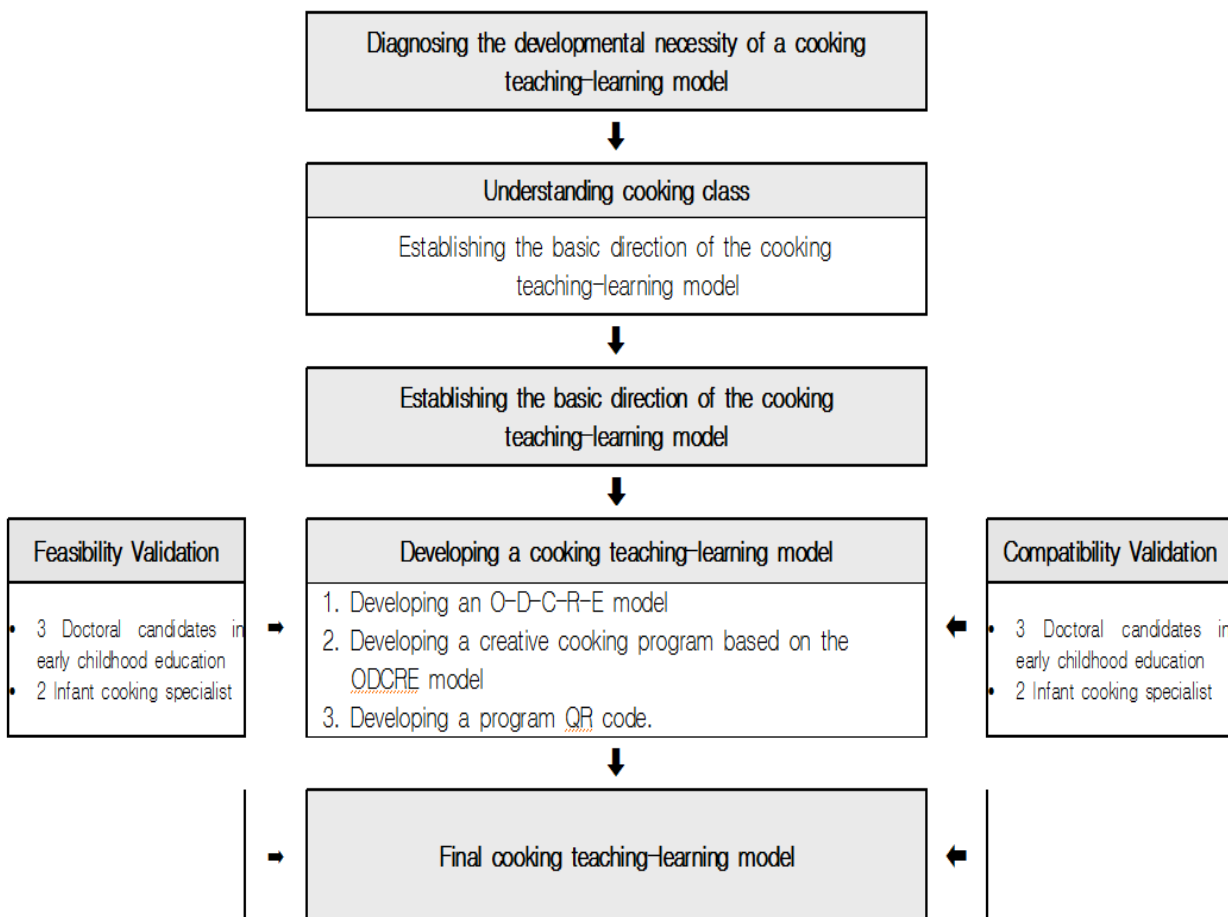 Diagnosing the developmental necessity of a cooking
teaching-learning model
Understanding cooking class
Establishing the basic direction of the cooking
teaching-learning model
Establishing the basic direction of the cooking
teaching-learning model
Feasibility Validation
• 3 Doctoral candidates in
early childhood education
• 2 Infant cooking specialist
Developing a cooking teaching-learning model
1. Developing an O-D-C-R-E model
2. Developing a creative cooking program based on the
ODCRE model
3. Developing a program QR code.
Compatibility Validation
• 3 Doctoral candidates in
early childhood education
• 2 Infant cooking specialist
Final cooking teaching-learning model